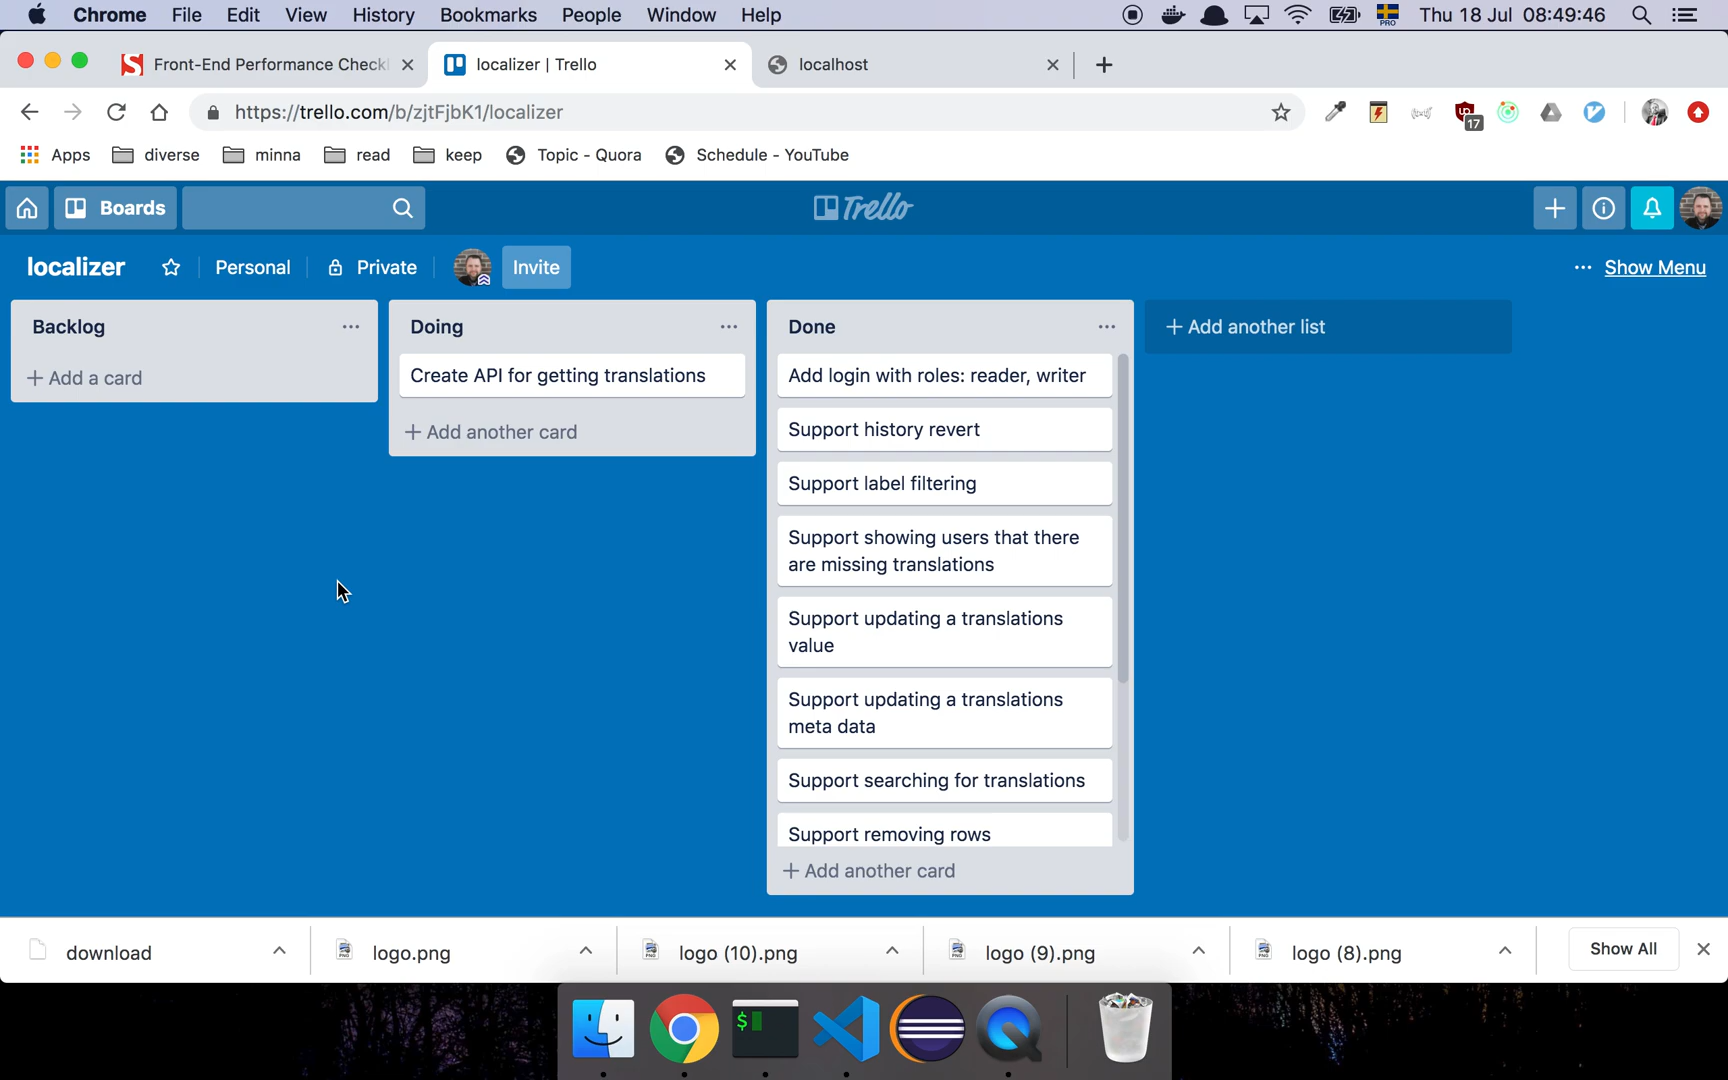 Chrome File Edit View History Bookmarks People Window Help PRO Thu 18 Jul 08:49:46
Front-End Performance Checkl localizer | Trello localhost
https://trello.com/b/zjtFjbK1/localizer 17
Apps diverse minna read keep Topic - Quora Schedule - YouTube
Boards Trello
localizer Personal Private Invite ... Show Menu
Backlog
+ Add a card
Doing
Create API for getting translations
+ Add another card
Done
Add login with roles: reader, writer
Support history revert
Support label filtering
Support showing users that there
are missing translations
Support updating a translations
value
Support updating a translations
meta data
Support searching for translations
Support removing rows
+ Add another card
+ Add another list
download logo.png logo (10).png logo (9).png logo (8).png Show All
$